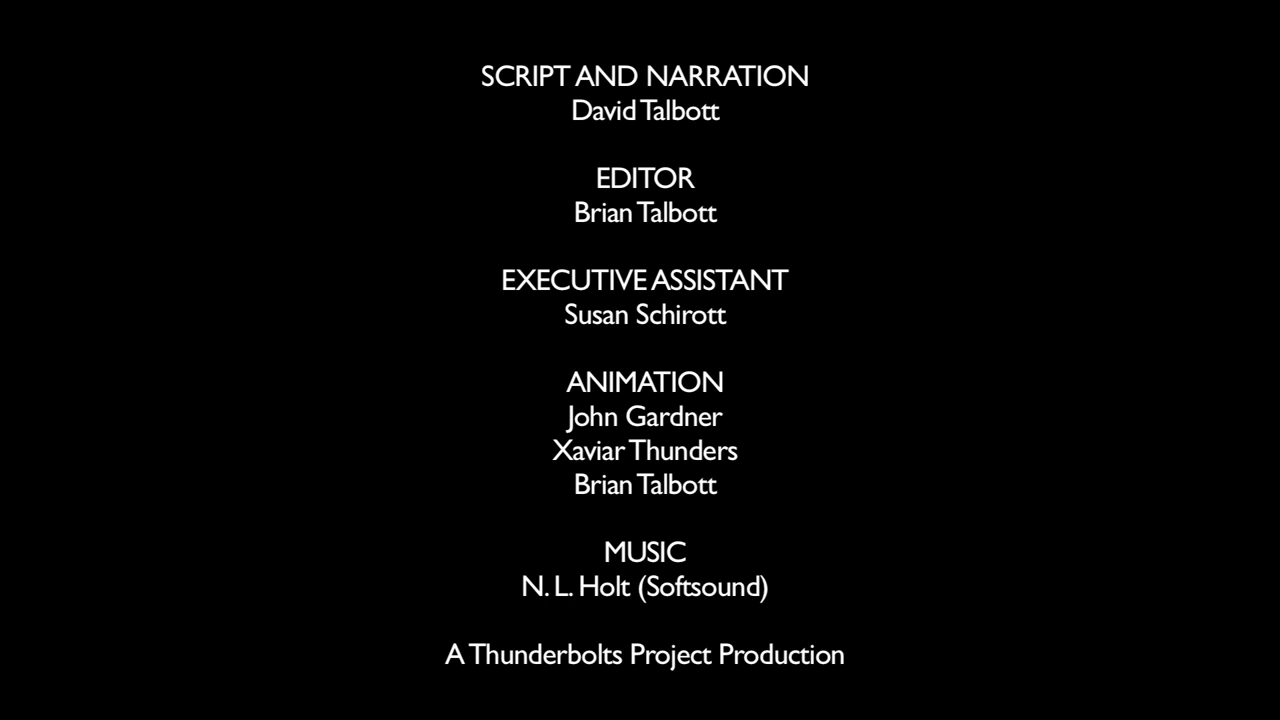 SCRIPT AND NARRATION
David Talbott
EDITOR
Brian Talbott
EXECUTIVE ASSISTANT
Susan Schirott
ANIMATION
John Gardner
Xaviar Thunders
Brian Talbott
MUSIC
N. L. Holt (Softsound)
A Thunderbolts Project Production